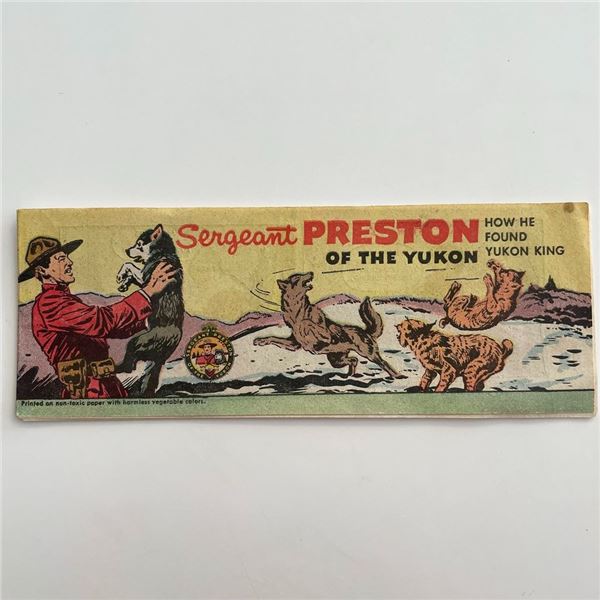 Sergeant PRESTON
OF THE YUKON
HOW HE
FOUND
YUKON KING
Printed on non-toxic paper with harmless vegetable colors.